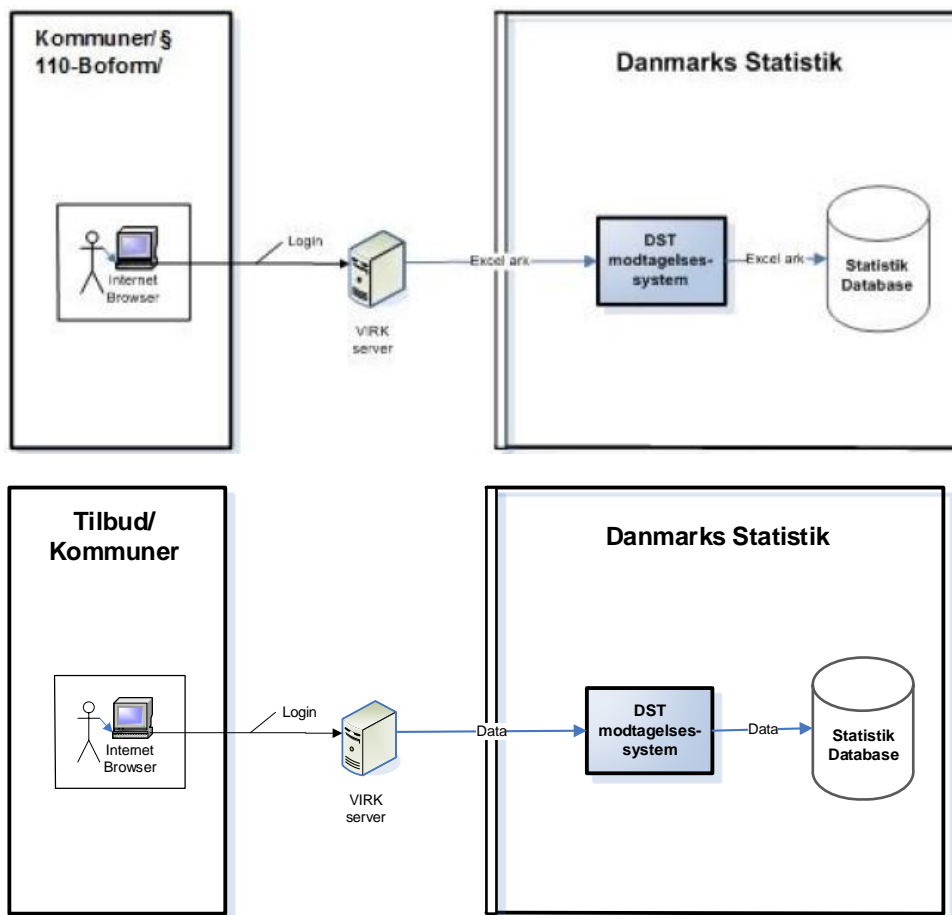 Kommuner/ §
110-Boform/
Danmarks Statistik
Login
Internet
Browser
VIRK
server
Excel ark
DST
modtagelses-
system
Excel ark
Statistik
Database
Tilbud/
Kommuner
Danmarks Statistik
Login
Internet
Browser
VIRK
server
Data
DST
modtagelses-
system
Data
Statistik
Database